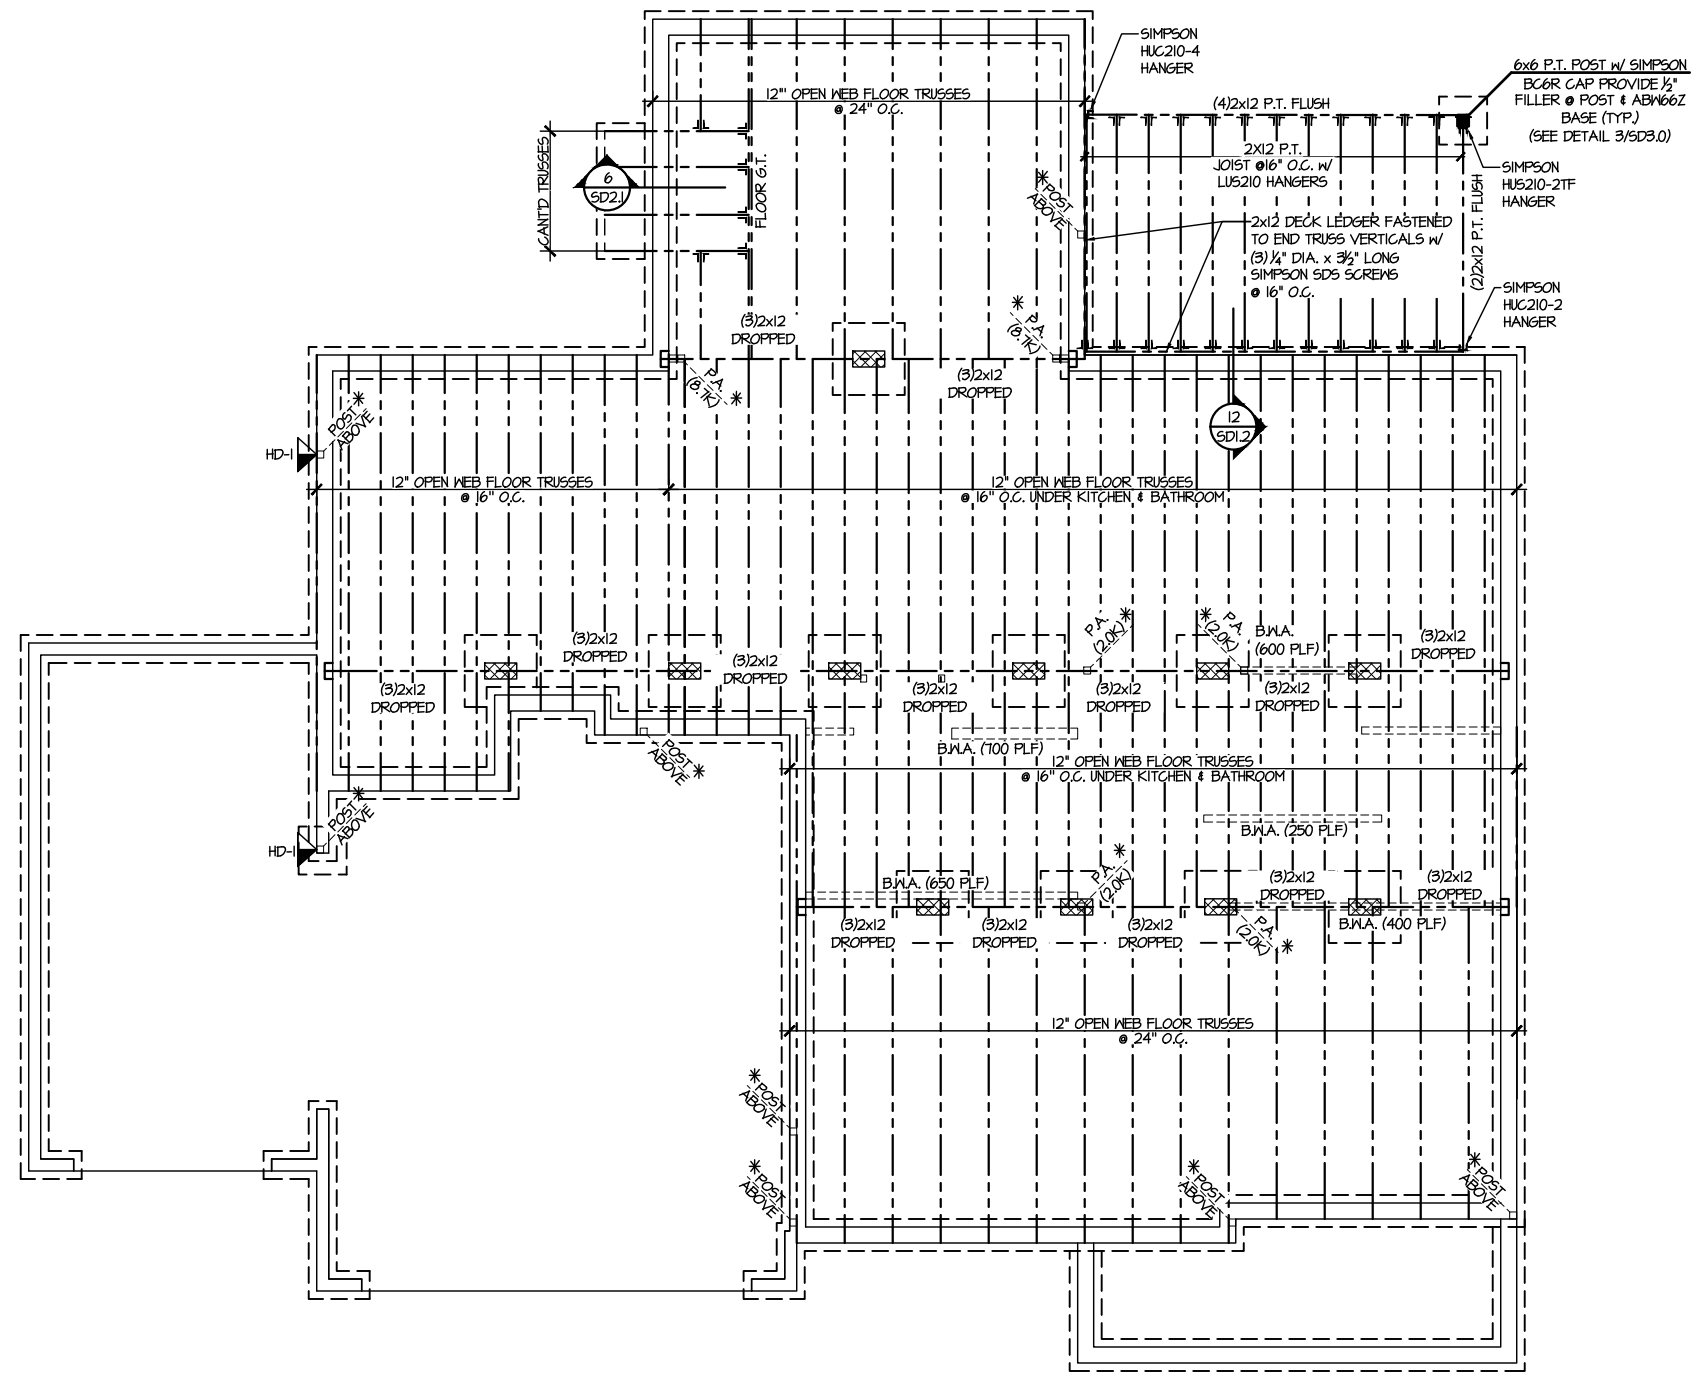 SIMPSON
HUC210-4
HANGER
6x6 P.T. POST W/ SIMPSON
BC6R CAP PROVIDE ½"
FILLER @ POST & ABW66Z
BASE (TYP.)
(SEE DETAIL 3/SD3.0)
12"' OPEN WEB FLOOR TRUSSES
@ 24" O.C.
(4)2x12 P.T. FLUSH
CANT'D TRUSSES
6
SD2.1
FLOOR G.T.
2X12 P.T.
JOIST @16" O.C. W/
LUS210 HANGERS
SIMPSON
HUS210-2TF
HANGER
(2)2x12 P.T. FLUSH
*POST
ABOVE
2x12 DECK LEDGER FASTENED
TO END TRUSS VERTICALS W/
(3) ¼" DIA. x 3½" LONG
SIMPSON SDS SCREWS
@ 16" O.C.
SIMPSON
HUC210-2
HANGER
(3)2x12
DROPPED
* P.A.
(8.7K)
(3)2x12
DROPPED
P.A. *
(8.7K)
POST *
ABOVE
HD-1
12
SD1.2
12" OPEN WEB FLOOR TRUSSES
@ 16" O.C.
12" OPEN WEB FLOOR TRUSSES
@ 16" O.C. UNDER KITCHEN & BATHROOM
(3)2x12
DROPPED
(3)2x12
DROPPED
P.A. *
(2.0K)
* P.A.
(2.0K)
B.W.A.
(600 PLF)
(3)2x12
DROPPED
(3)2x12
DROPPED
(3)2x12
DROPPED
(3)2x12
DROPPED
(3)2x12
DROPPED
POST *
ABOVE
B.W.A. (700 PLF)
12" OPEN WEB FLOOR TRUSSES
@ 16" O.C. UNDER KITCHEN & BATHROOM
POST *
ABOVE
HD-1
B.W.A. (250 PLF)
B.W.A. (650 PLF)
P.A. *
(2.0K)
(3)2x12
DROPPED
(3)2x12
DROPPED
(3)2x12
DROPPED
(3)2x12
DROPPED
(3)2x12
DROPPED
P.A. *
(2.0K)
B.W.A. (400 PLF)
12" OPEN WEB FLOOR TRUSSES
@ 24" O.C.
*POST
ABOVE
*POST
ABOVE
*POST
ABOVE
*POST
ABOVE